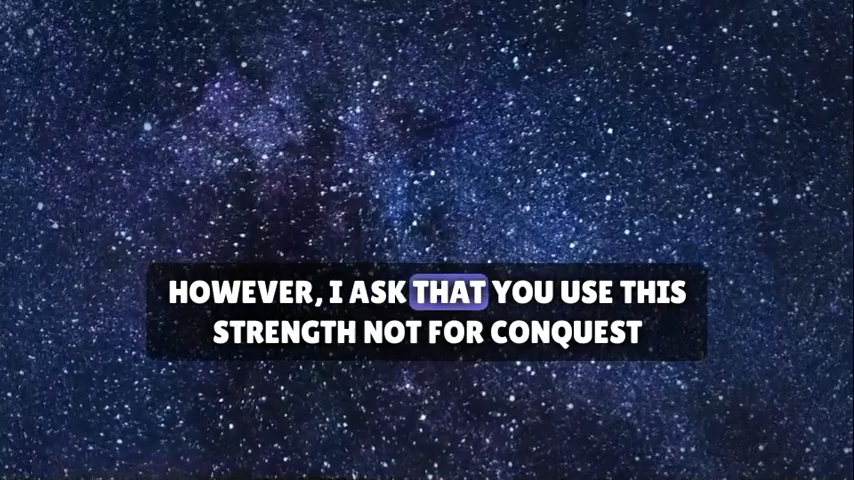 HOWEVER, I ASK THAT YOU USE THIS
STRENGTH NOT FOR CONQUEST